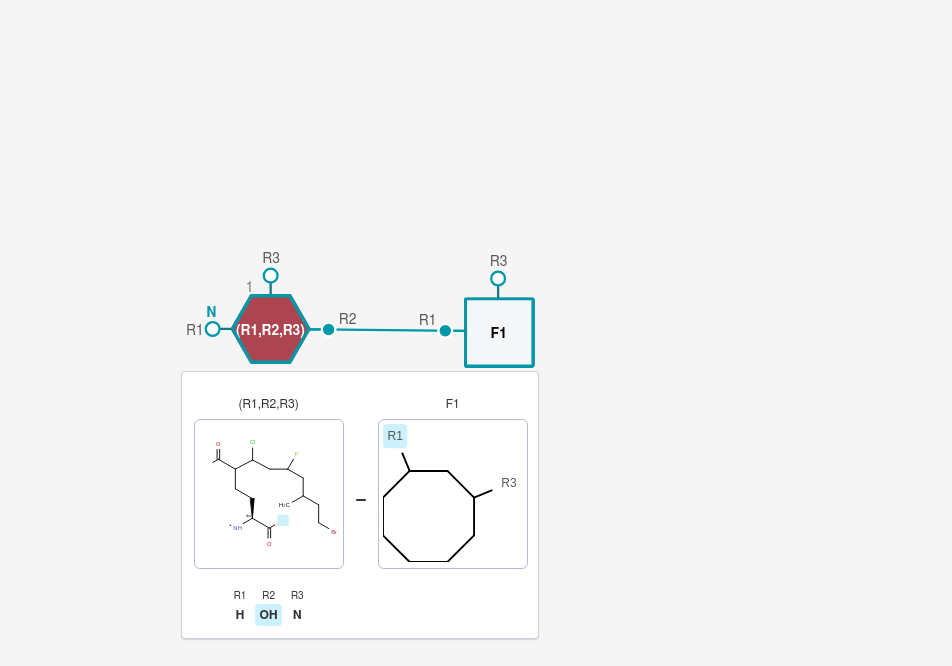 R3
R3
1
N
R1
(R1,R2,R3)
R2
R1
F1
(R1,R2,R3)
F1
O
Cl
F
H₃C
NH
O
Br
R1
R3
R1 R2 R3
H OH N